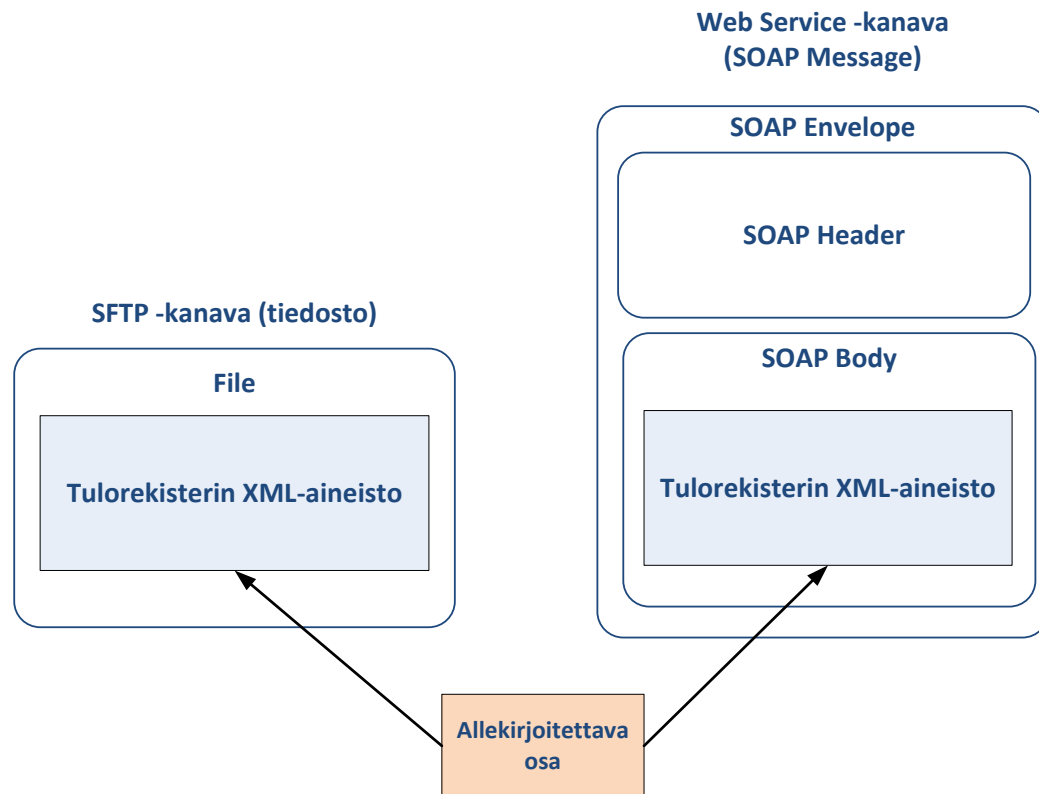 Web Service -kanava
(SOAP Message)
SOAP Envelope
SOAP Header
SFTP -kanava (tiedosto)
File
Tulorekisterin XML-aineisto
SOAP Body
Tulorekisterin XML-aineisto
Allekirjoitettava
osa